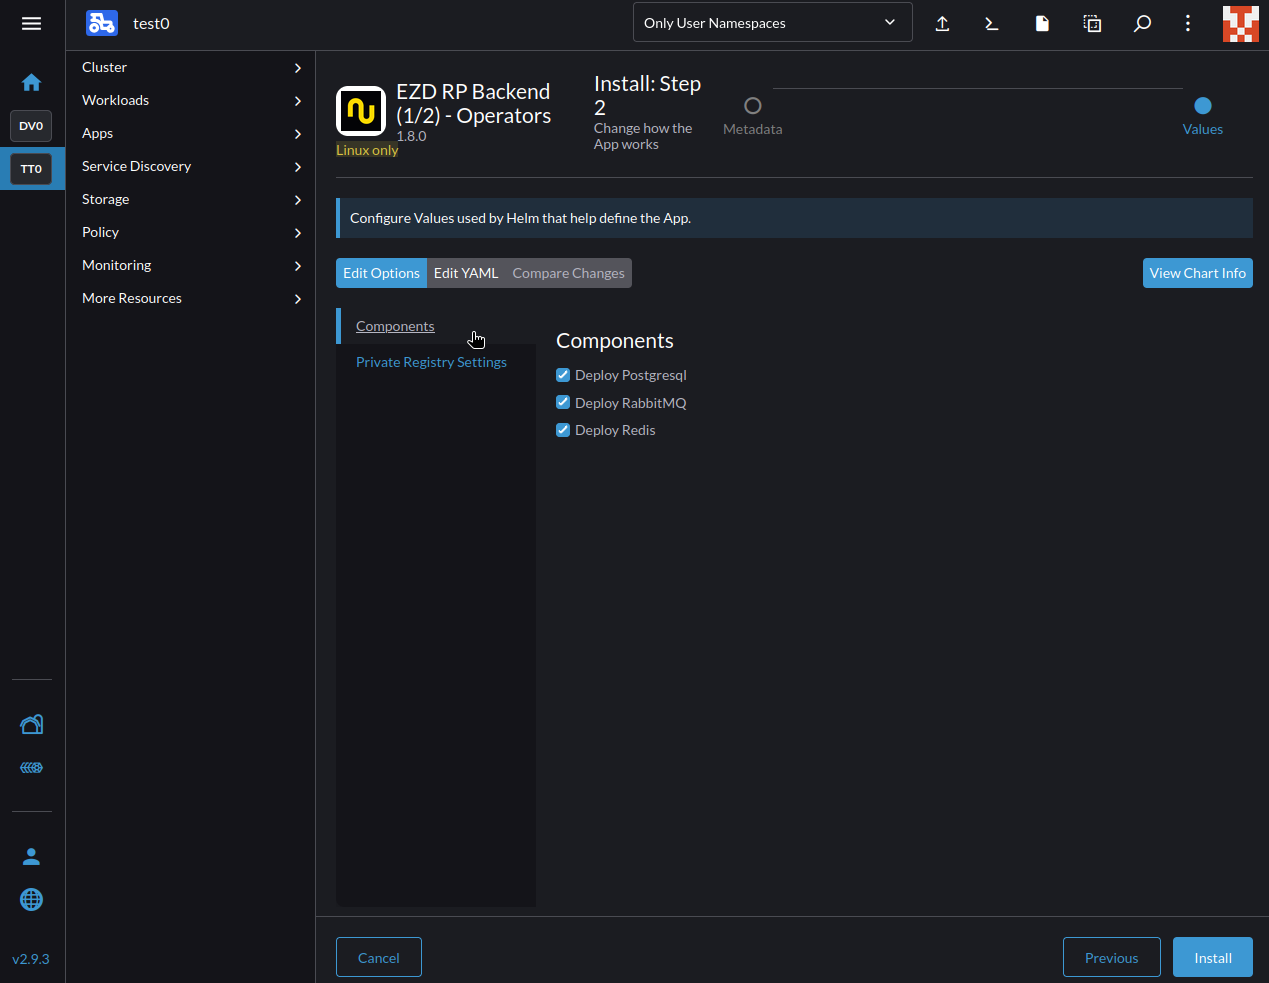 test0
Only User Namespaces
DV0
TT0
Cluster
Workloads
Apps
Service Discovery
Storage
Policy
Monitoring
More Resources
v2.9.3
EZD RP Backend
(1/2) - Operators
1.8.0
Linux only
Install: Step
2
Change how the
App works
Metadata
Values
Configure Values used by Helm that help define the App.
Edit Options
Edit YAML
Compare Changes
View Chart Info
Components
Private Registry Settings
Components
Deploy Postgresql
Deploy RabbitMQ
Deploy Redis
Cancel
Previous
Install